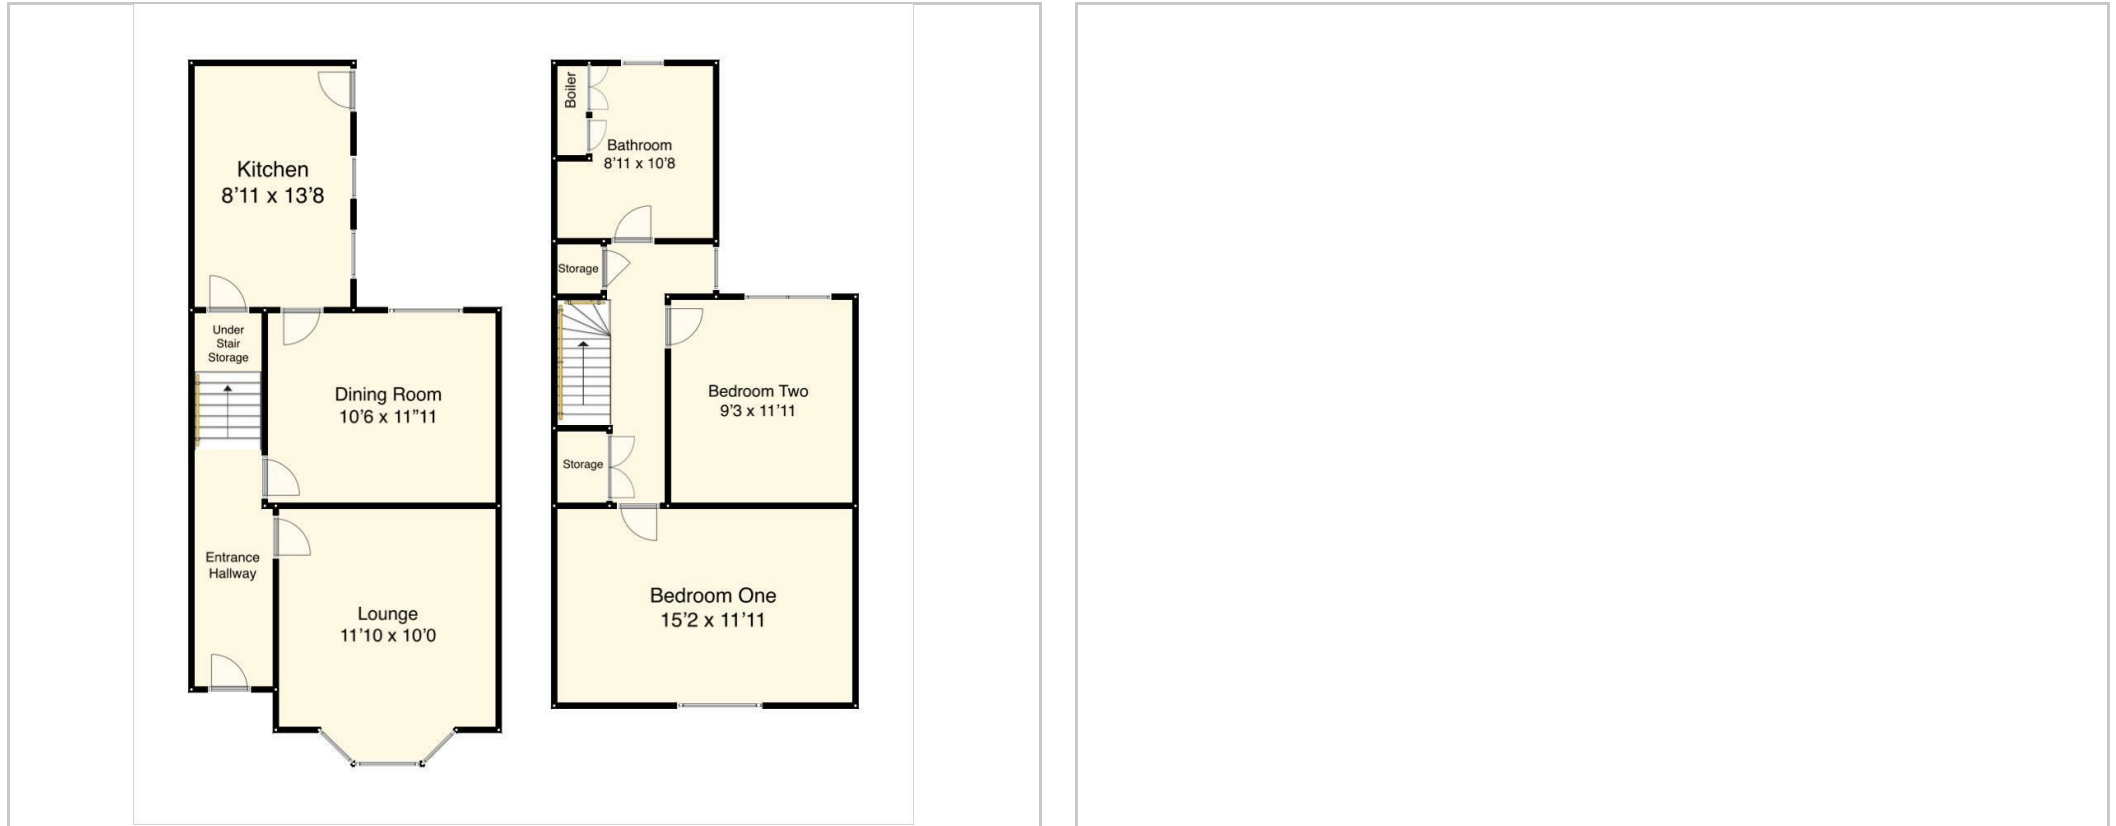 Kitchen
8’11 x 13’8
Under
Stair
Storage
Dining Room
10’6 x 11”11
Entrance
Hallway
Lounge
11’10 x 10’0
Boiler
Bathroom
8’11 x 10’8
Storage
Bedroom Two
9’3 x 11’11
Storage
Bedroom One
15’2 x 11’11